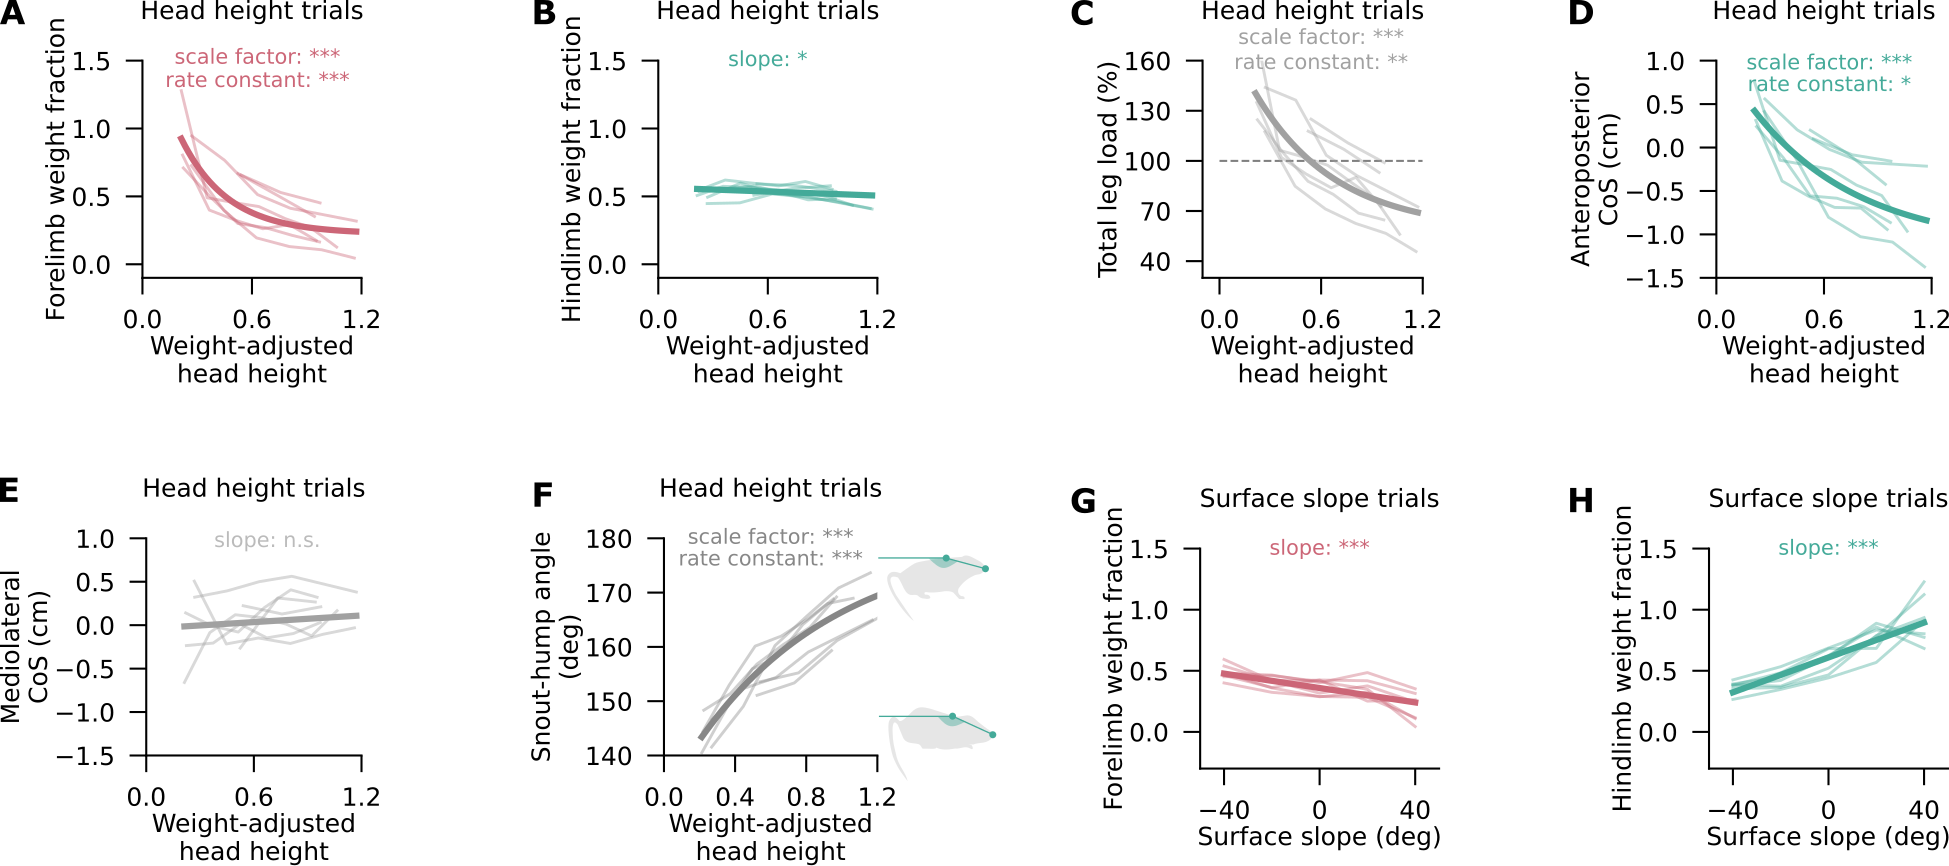 A
Head height trials
scale factor: ***
rate constant: ***
Forelimb weight fraction
1.5
1.0
0.5
0.0
0.0 0.6 1.2
Weight-adjusted
head height
B
Head height trials
slope: *
Hindlimb weight fraction
1.5
1.0
0.5
0.0
0.0 0.6 1.2
Weight-adjusted
head height
C
Head height trials
scale factor: ***
rate constant: **
Total leg load (%)
160
130
100
70
40
0.0 0.6 1.2
Weight-adjusted
head height
D
Head height trials
scale factor: ***
rate constant: *
Anteroposterior
CoS (cm)
1.0
0.5
0.0
−0.5
−1.0
−1.5
0.0 0.6 1.2
Weight-adjusted
head height
E
Head height trials
slope: n.s.
Mediolateral
CoS (cm)
1.0
0.5
0.0
−0.5
−1.0
−1.5
0.0 0.6 1.2
Weight-adjusted
head height
F
Head height trials
scale factor: ***
rate constant: ***
Snout-hump angle
(deg)
180
170
160
150
140
0.0 0.4 0.8 1.2
Weight-adjusted
head height
G
Surface slope trials
slope: ***
Forelimb weight fraction
1.5
1.0
0.5
0.0
−40 0 40
Surface slope (deg)
H
Surface slope trials
slope: ***
Hindlimb weight fraction
1.5
1.0
0.5
0.0
−40 0 40
Surface slope (deg)